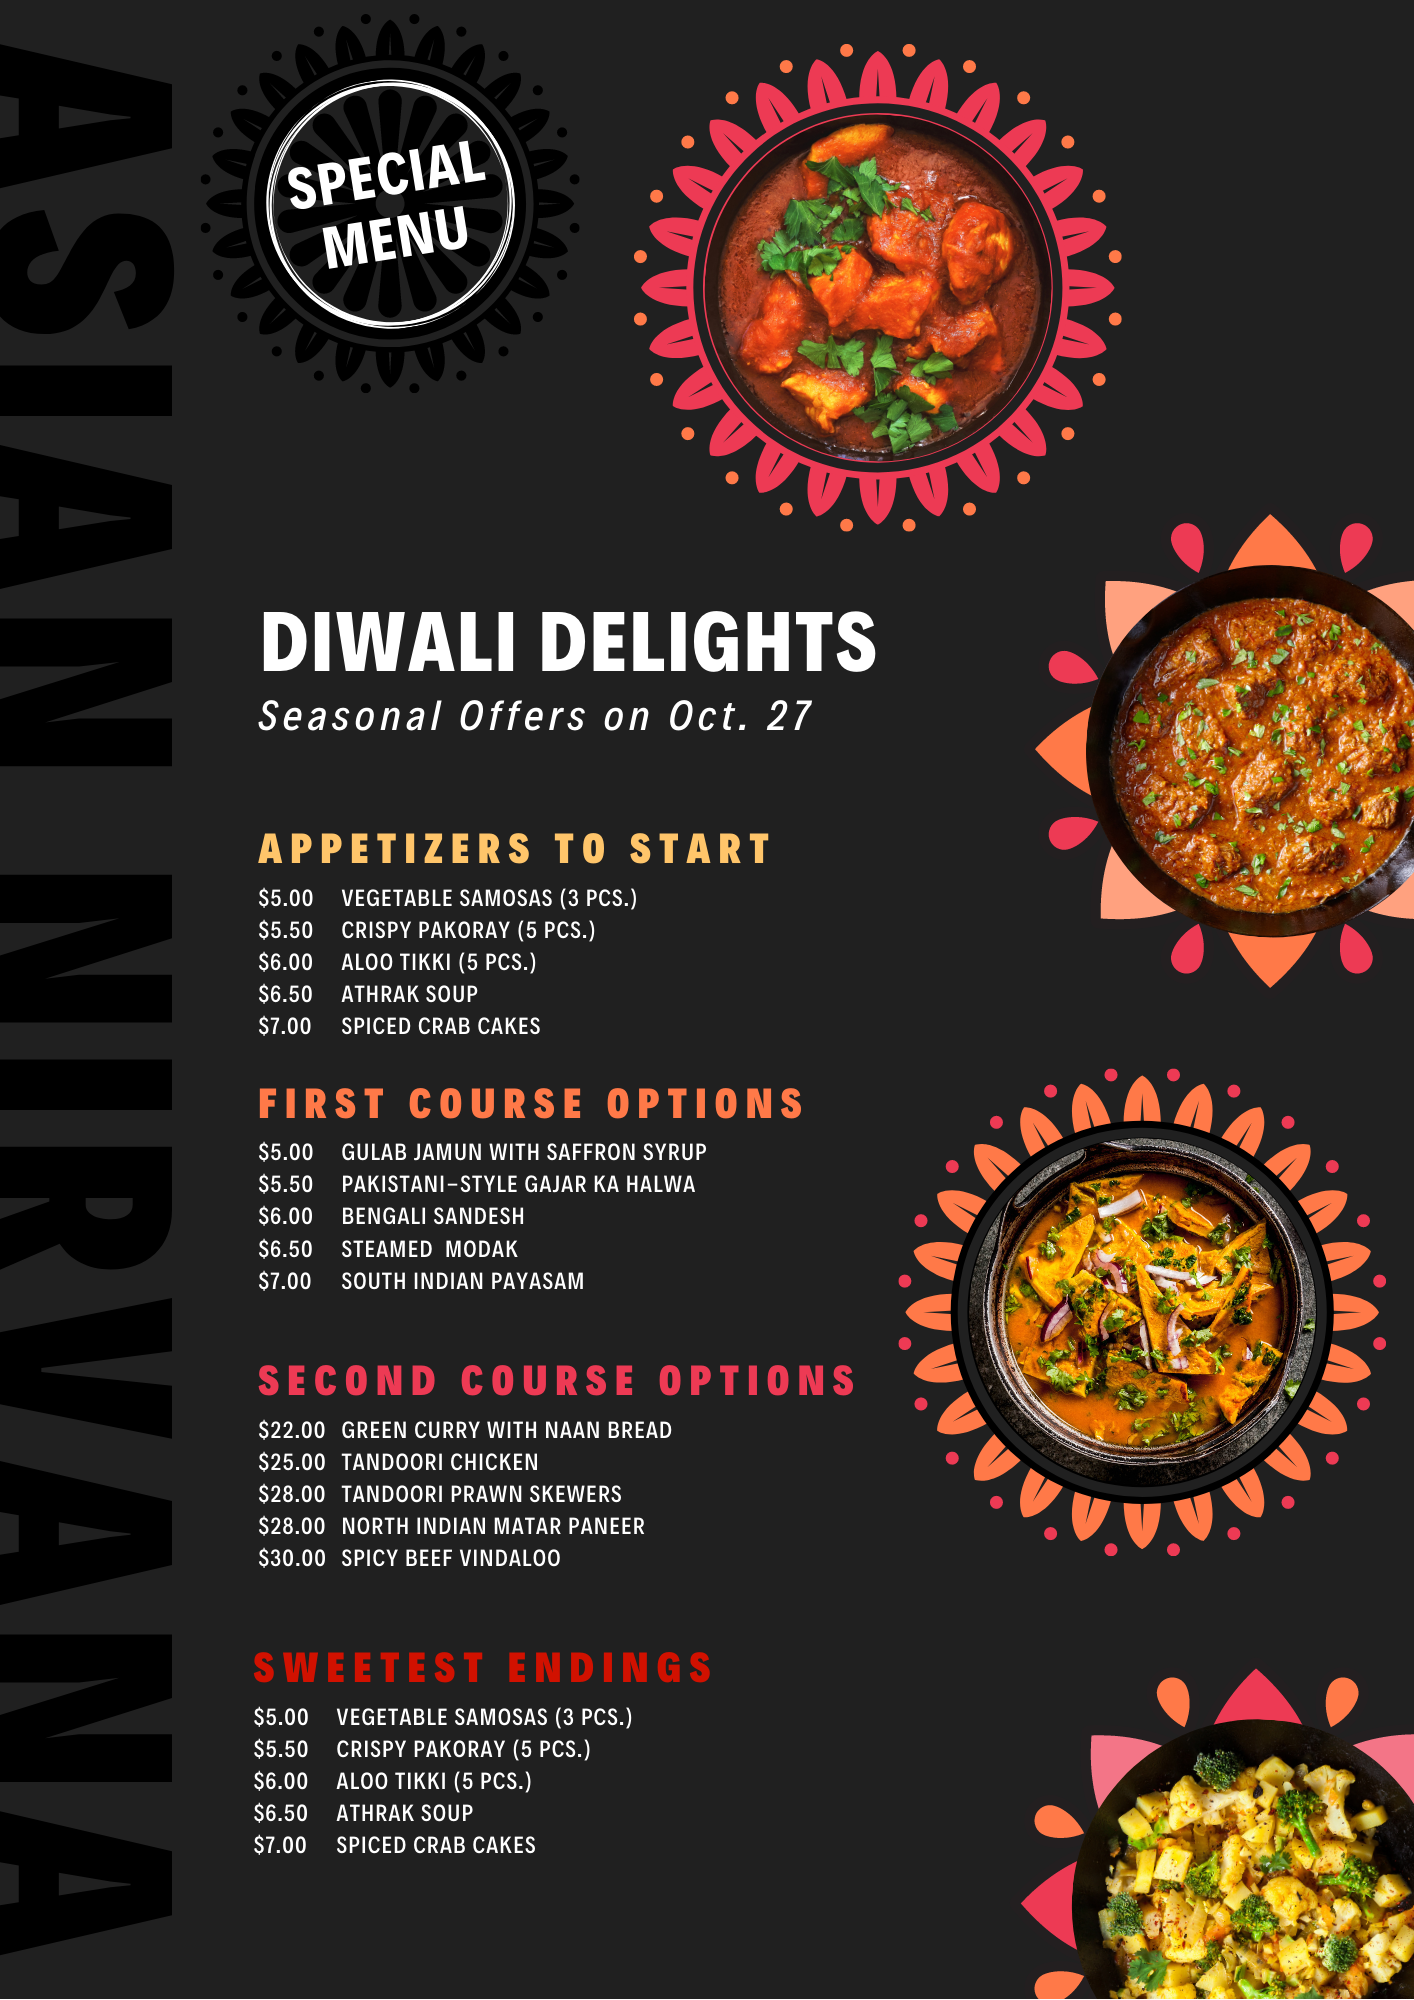 ASIAN NIRVANA
SPECIAL
MENU
DIWALI DELIGHTS
Seasonal Offers on Oct. 27
APPETIZERS TO START
$5.00 VEGETABLE SAMOSAS (3 PCS.)
$5.50 CRISPY PAKORAY (5 PCS.)
$6.00 ALOO TIKKI (5 PCS.)
$6.50 ATHRAK SOUP
$7.00 SPICED CRAB CAKES
FIRST COURSE OPTIONS
$5.00 GULAB JAMUN WITH SAFFRON SYRUP
$5.50 PAKISTANI-STYLE GAJAR KA HALWA
$6.00 BENGALI SANDESH
$6.50 STEAMED MODAK
$7.00 SOUTH INDIAN PAYASAM
SECOND COURSE OPTIONS
$22.00 GREEN CURRY WITH NAAN BREAD
$25.00 TANDOORI CHICKEN
$28.00 TANDOORI PRAWN SKEWERS
$28.00 NORTH INDIAN MATAR PANEER
$30.00 SPICY BEEF VINDALOO
SWEETEST ENDINGS
$5.00 VEGETABLE SAMOSAS (3 PCS.)
$5.50 CRISPY PAKORAY (5 PCS.)
$6.00 ALOO TIKKI (5 PCS.)
$6.50 ATHRAK SOUP
$7.00 SPICED CRAB CAKES